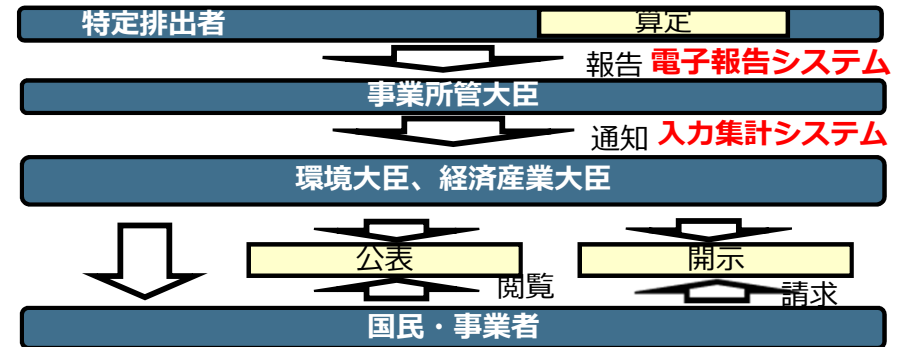 特定排出者
算定
報告 電子報告システム
事業所管大臣
通知 入力集計システム
環境大臣、経済産業大臣
公表
開示
閲覧
請求
国民・事業者